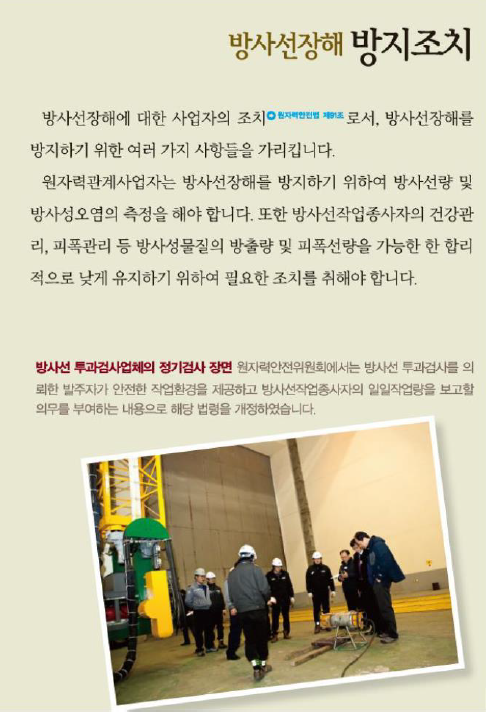 방사선장해 방지조치
방사선장해에 대한 사업자의 조치 원자력안전법 제91조 로서, 방사선장해를
방지하기 위한 여러 가지 사항들을 가리킵니다.
원자력관계사업자는 방사선장해를 방지하기 위하여 방사선량 및
방사성오염의 측정을 해야 합니다. 또한 방사선작업종사자의 건강관
리, 피폭관리 등 방사성물질의 방출량 및 피폭선량을 가능한 한 합리
적으로 낮게 유지하기 위하여 필요한 조치를 취해야 합니다.
방사선 투과검사업체의 정기검사 장면 원자력안전위원회에서는 방사선 투과검사를 의
뢰한 발주자가 안전한 작업환경을 제공하고 방사선작업종사자의 일일작업량을 보고할
의무를 부여하는 내용으로 해당 법령을 개정하였습니다.